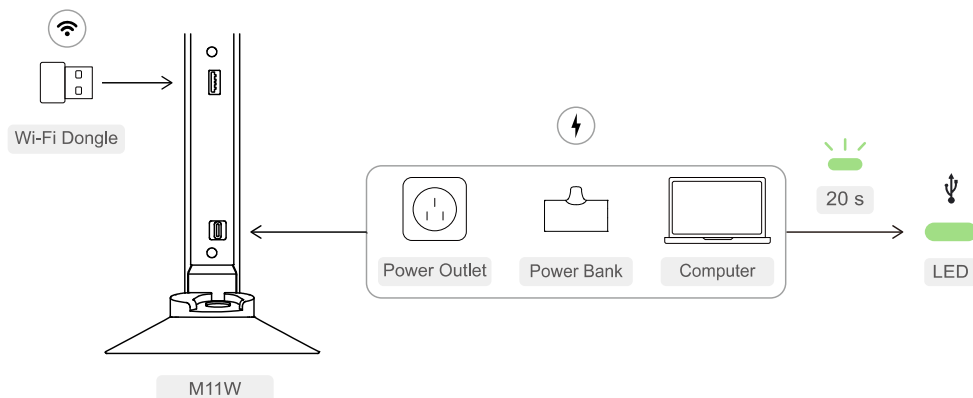 Wi-Fi Dongle
20 s
Power Outlet
Power Bank
Computer
LED
M11W